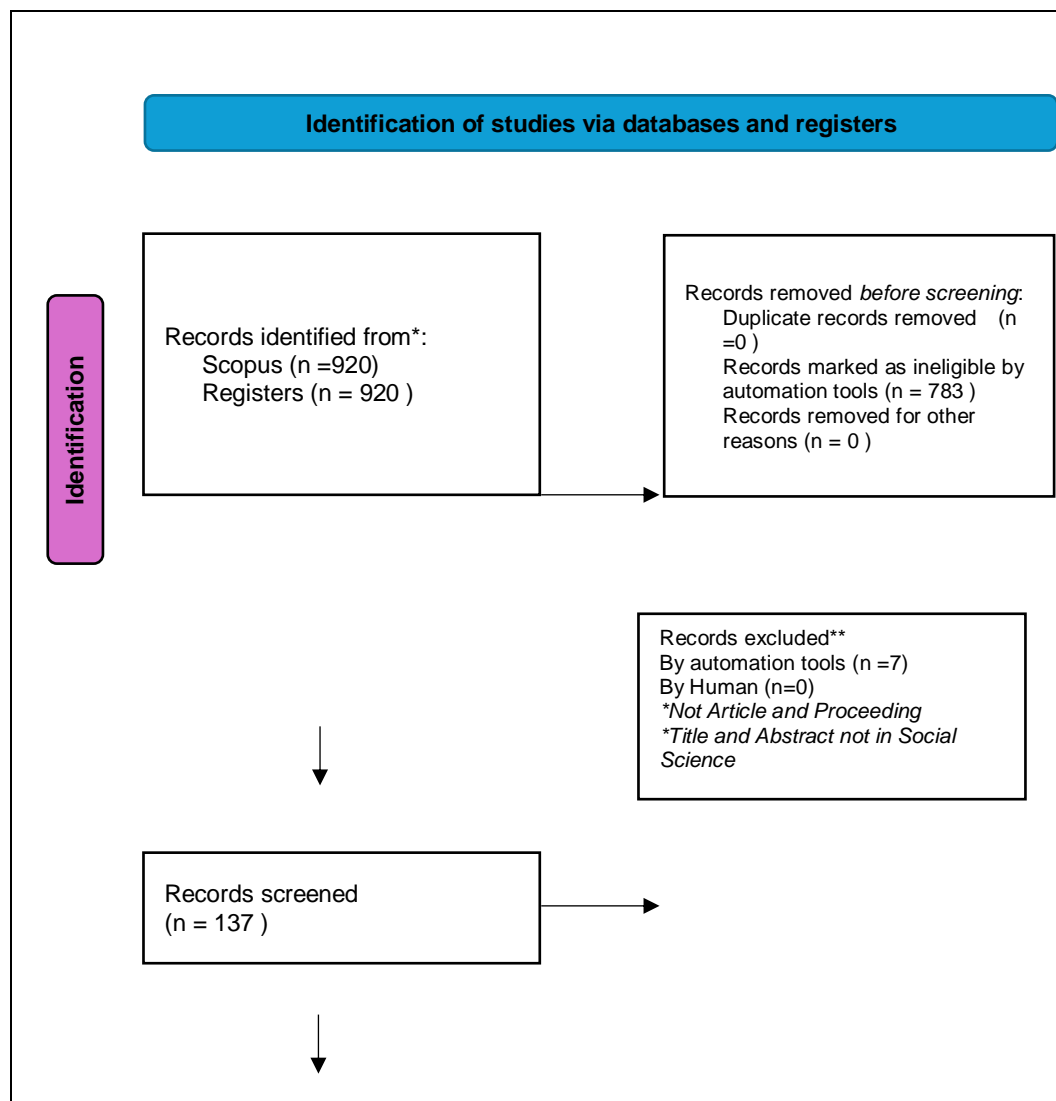 Identification of studies via databases and registers
Identification
Records identified from*:
Scopus (n =920)
Registers (n = 920 )
Records removed before screening:
Duplicate records removed (n
=0 )
Records marked as ineligible by
automation tools (n = 783 )
Records removed for other
reasons (n = 0 )
Records excluded**
By automation tools (n =7)
By Human (n=0)
*Not Article and Proceeding
*Title and Abstract not in Social
Science
Records screened
(n = 137 )